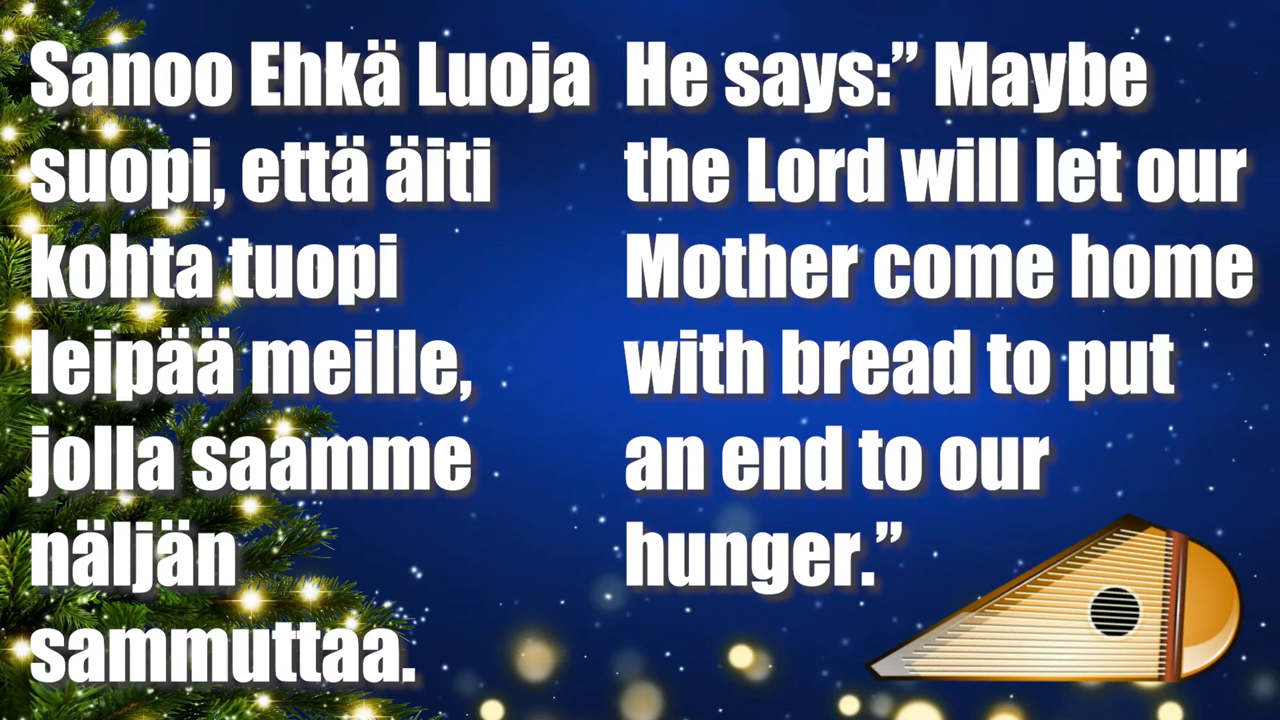 Sanoo Ehkä Luoja
suopi, että äiti
kohta tuopi
leipää meille,
jolla saamme
näljän
sammuttaa.
He says:” Maybe
the Lord will let our
Mother come home
with bread to put
an end to our
hunger.”